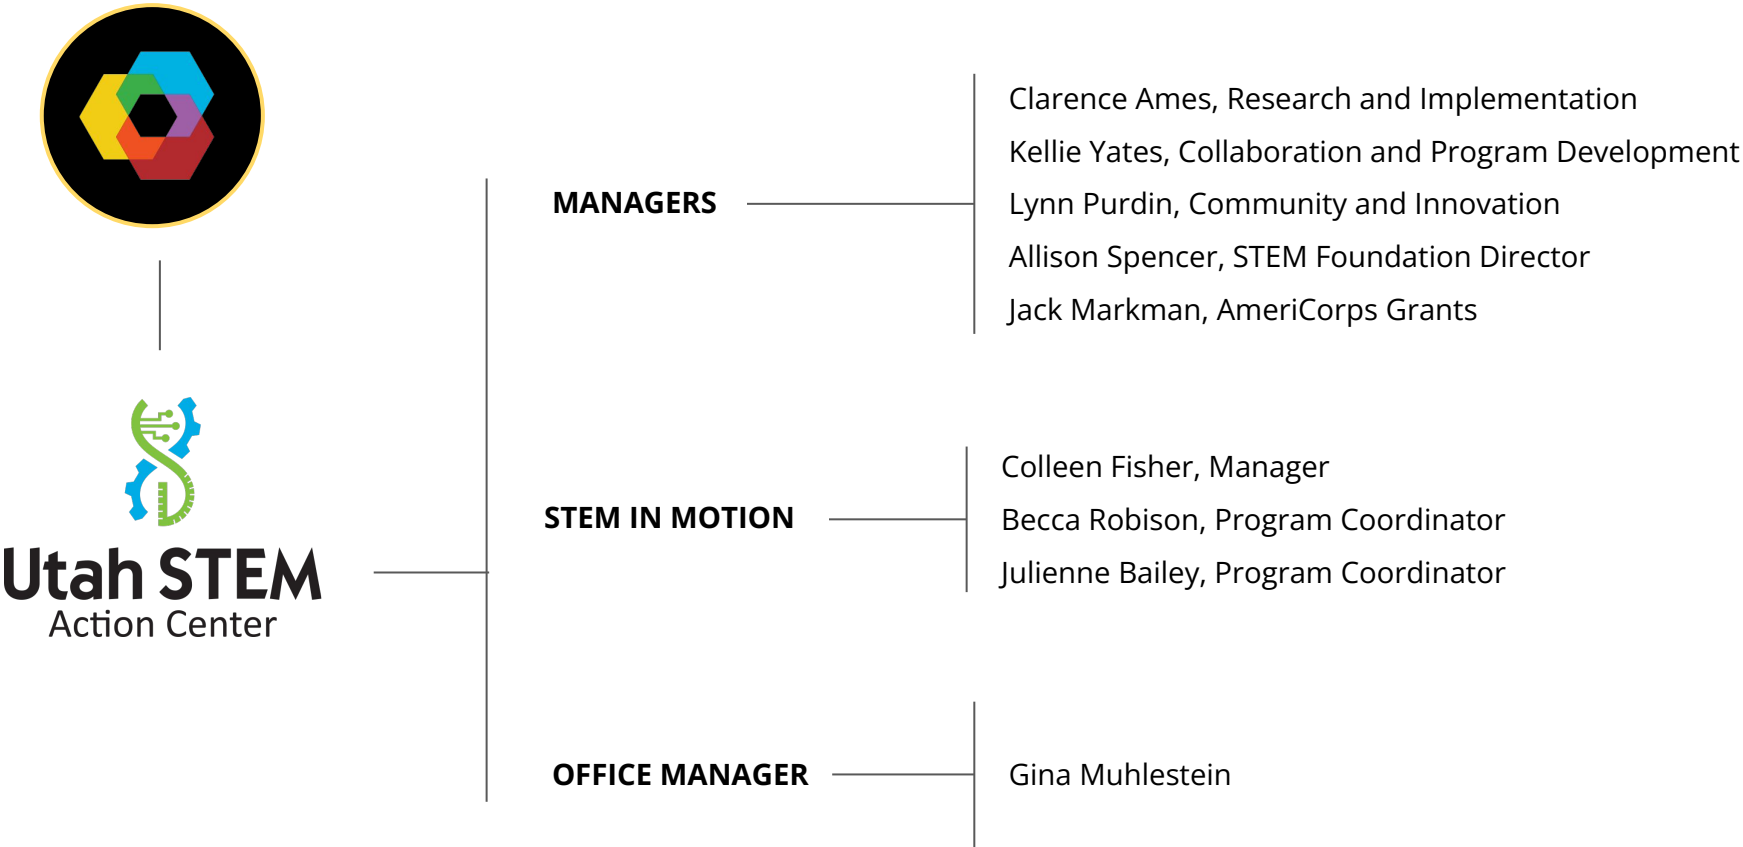 Utah STEM
Action Center
MANAGERS
Clarence Ames, Research and Implementation
Kellie Yates, Collaboration and Program Development
Lynn Purdin, Community and Innovation
Allison Spencer, STEM Foundation Director
Jack Markman, AmeriCorps Grants
STEM IN MOTION
Colleen Fisher, Manager
Becca Robison, Program Coordinator
Julienne Bailey, Program Coordinator
OFFICE MANAGER
Gina Muhlestein